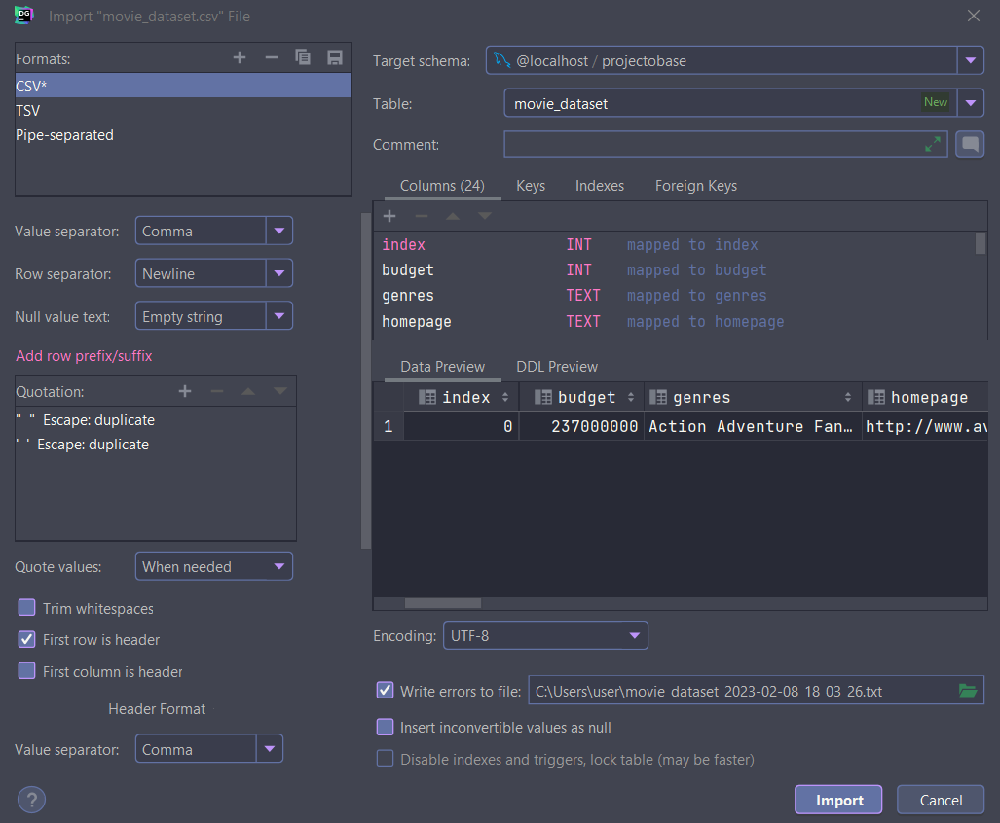 DG
Import "movie_dataset.csv" File
Formats:
CSV*
TSV
Pipe-separated
Value separator: Comma
Row separator: Newline
Null value text: Empty string
Add row prefix/suffix
Quotation:
" " Escape: duplicate
' ' Escape: duplicate
Quote values: When needed
Trim whitespaces
First row is header
First column is header
Header Format
Value separator: Comma
?
Target schema: @localhost / projectobase
Table: movie_dataset New
Comment:
Columns (24) Keys Indexes Foreign Keys
index INT mapped to index
budget INT mapped to budget
genres TEXT mapped to genres
homepage TEXT mapped to homepage
Data Preview DDL Preview
index budget genres homepage
1 0 237000000 Action Adventure Fan… http://www.av
Encoding: UTF-8
Write errors to file: C:\Users\user\movie_dataset_2023-02-08_18_03_26.txt
Insert inconvertible values as null
Disable indexes and triggers, lock table (may be faster)
Import Cancel